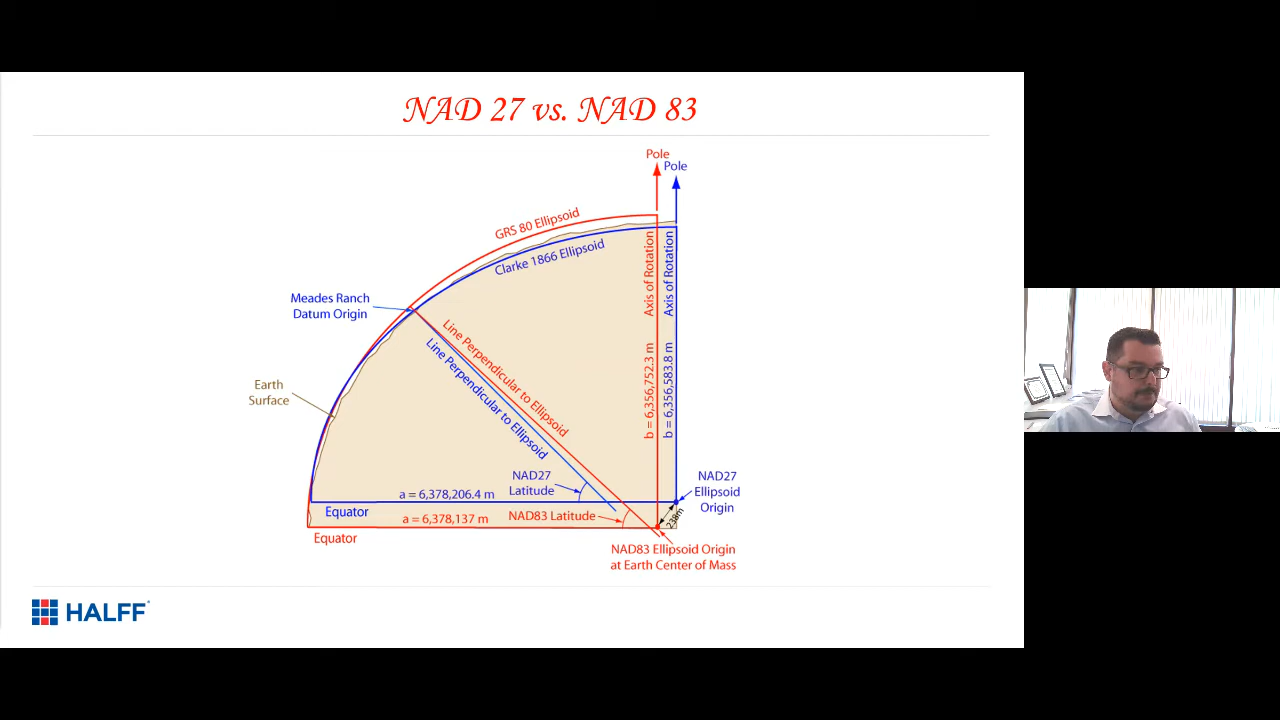 NAD 27 vs. NAD 83
Pole
Pole
GRS 80 Ellipsoid
Clarke 1866 Ellipsoid
Axis of Rotation
Axis of Rotation
Meades Ranch
Datum Origin
Line Perpendicular to Ellipsoid
Line Perpendicular to Ellipsoid
b = 6,356,752.3 m
b = 6,356,583.8 m
Earth
Surface
NAD27
Latitude
NAD27
Ellipsoid
Origin
a = 6,378,206.4 m
Equator
a = 6,378,137 m
NAD83 Latitude
238m
Equator
NAD83 Ellipsoid Origin
at Earth Center of Mass
HALFF